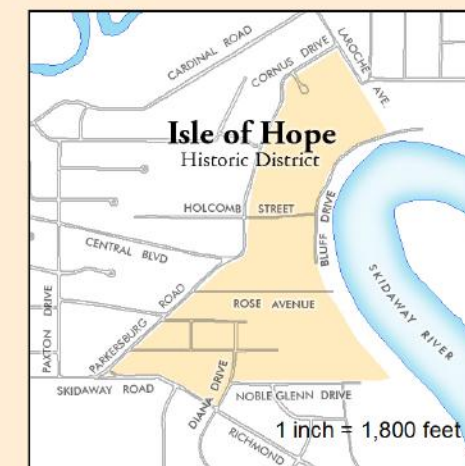 CARDINAL ROAD
CORNUS DRIVE
LAROCHE AVE.
Isle of Hope
Historic District
HOLCOMB STREET
BLUFF DRIVE
CENTRAL BLVD
SKIDAWAY RIVER
PAXTON DRIVE
PARKERSBURG ROAD
ROSE AVENUE
SKIDAWAY ROAD
DIANA DRIVE
NOBLE GLENN DRIVE
RICHMOND
1 inch = 1,800 feet